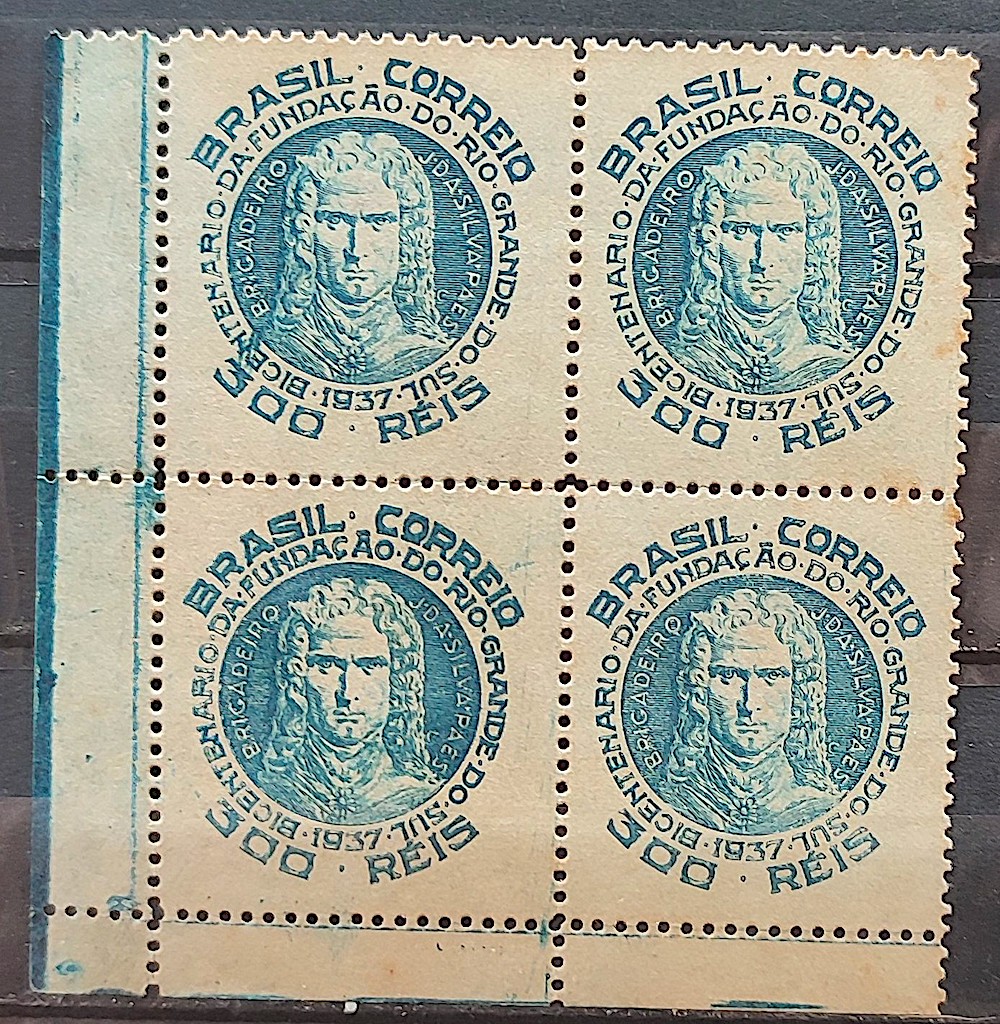 BRASIL · CORREIO
BICENTENARIO · DA · FUNDAÇÃO · DO · RIO · GRANDE · DO · SUL · 1937 ·
BRIGADEIRO J·DA·SILVA·PAES
300 · RÉIS
BRASIL · CORREIO
BICENTENARIO · DA · FUNDAÇÃO · DO · RIO · GRANDE · DO · SUL · 1937 ·
BRIGADEIRO J·DA·SILVA·PAES
300 · RÉIS
BRASIL · CORREIO
BICENTENARIO · DA · FUNDAÇÃO · DO · RIO · GRANDE · DO · SUL · 1937 ·
BRIGADEIRO J·DA·SILVA·PAES
300 · RÉIS
BRASIL · CORREIO
BICENTENARIO · DA · FUNDAÇÃO · DO · RIO · GRANDE · DO · SUL · 1937 ·
BRIGADEIRO J·DA·SILVA·PAES
300 · RÉIS